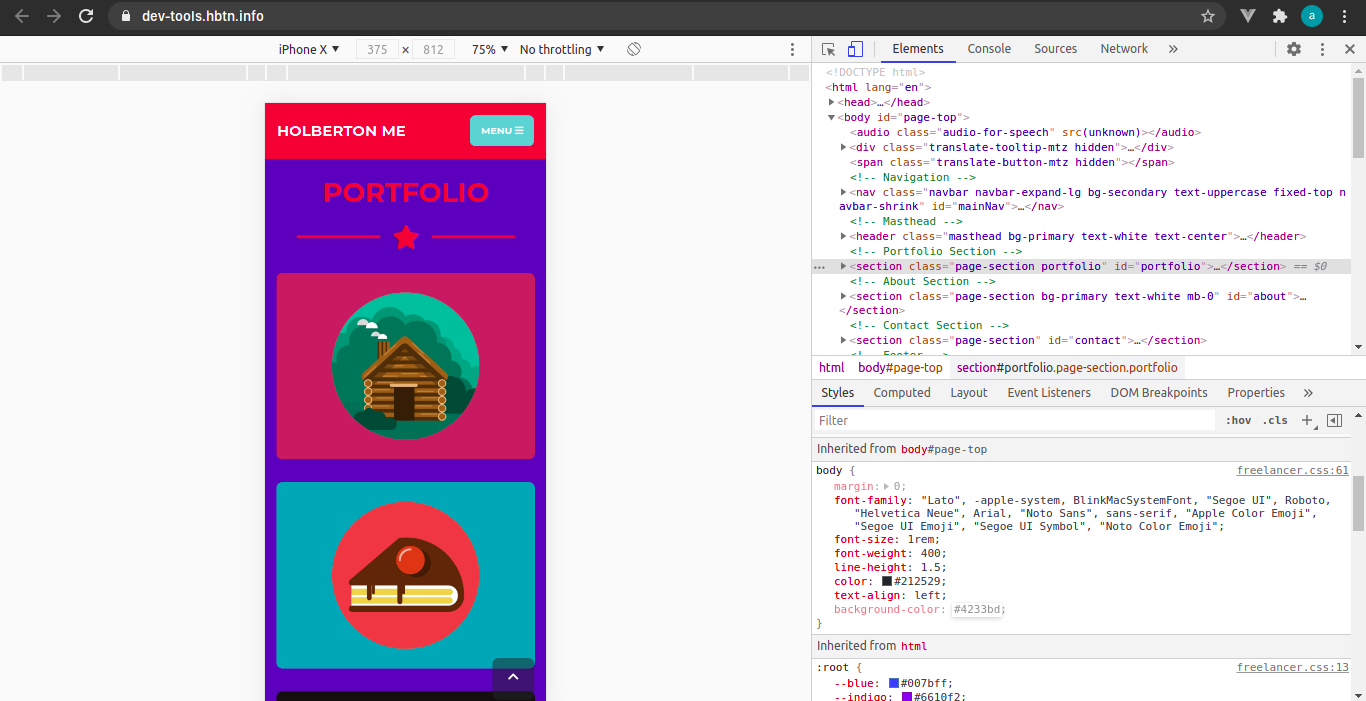 dev-tools.hbtn.info
a
iPhone X ▼ 375 × 812 75% ▼ No throttling ▼
HOLBERTON ME
MENU
PORTFOLIO
Elements Console Sources Network »
<!DOCTYPE html>
<html lang="en">
▶<head>…</head>
▼<body id="page-top">
<audio class="audio-for-speech" src(unknown)></audio>
▶<div class="translate-tooltip-mtz hidden">…</div>
<span class="translate-button-mtz hidden"></span>
<!-- Navigation -->
▶<nav class="navbar navbar-expand-lg bg-secondary text-uppercase fixed-top n
avbar-shrink" id="mainNav">…</nav>
<!-- Masthead -->
▶<header class="masthead bg-primary text-white text-center">…</header>
<!-- Portfolio Section -->
… ▶<section class="page-section portfolio" id="portfolio">…</section> == $0
<!-- About Section -->
▶<section class="page-section bg-primary text-white mb-0" id="about">…
</section>
<!-- Contact Section -->
▶<section class="page-section" id="contact">…</section>
<!-- Footer -->
html body#page-top section#portfolio.page-section.portfolio
Styles Computed Layout Event Listeners DOM Breakpoints Properties »
Filter :hov .cls +
Inherited from body#page-top
body { freelancer.css:61
margin:▶ 0;
font-family: "Lato", -apple-system, BlinkMacSystemFont, "Segoe UI", Roboto,
"Helvetica Neue", Arial, "Noto Sans", sans-serif, "Apple Color Emoji",
"Segoe UI Emoji", "Segoe UI Symbol", "Noto Color Emoji";
font-size: 1rem;
font-weight: 400;
line-height: 1.5;
color: #212529;
text-align: left;
background-color: #4233bd;
}
Inherited from html
:root { freelancer.css:13
--blue: #007bff;
--indigo: #6610f2;